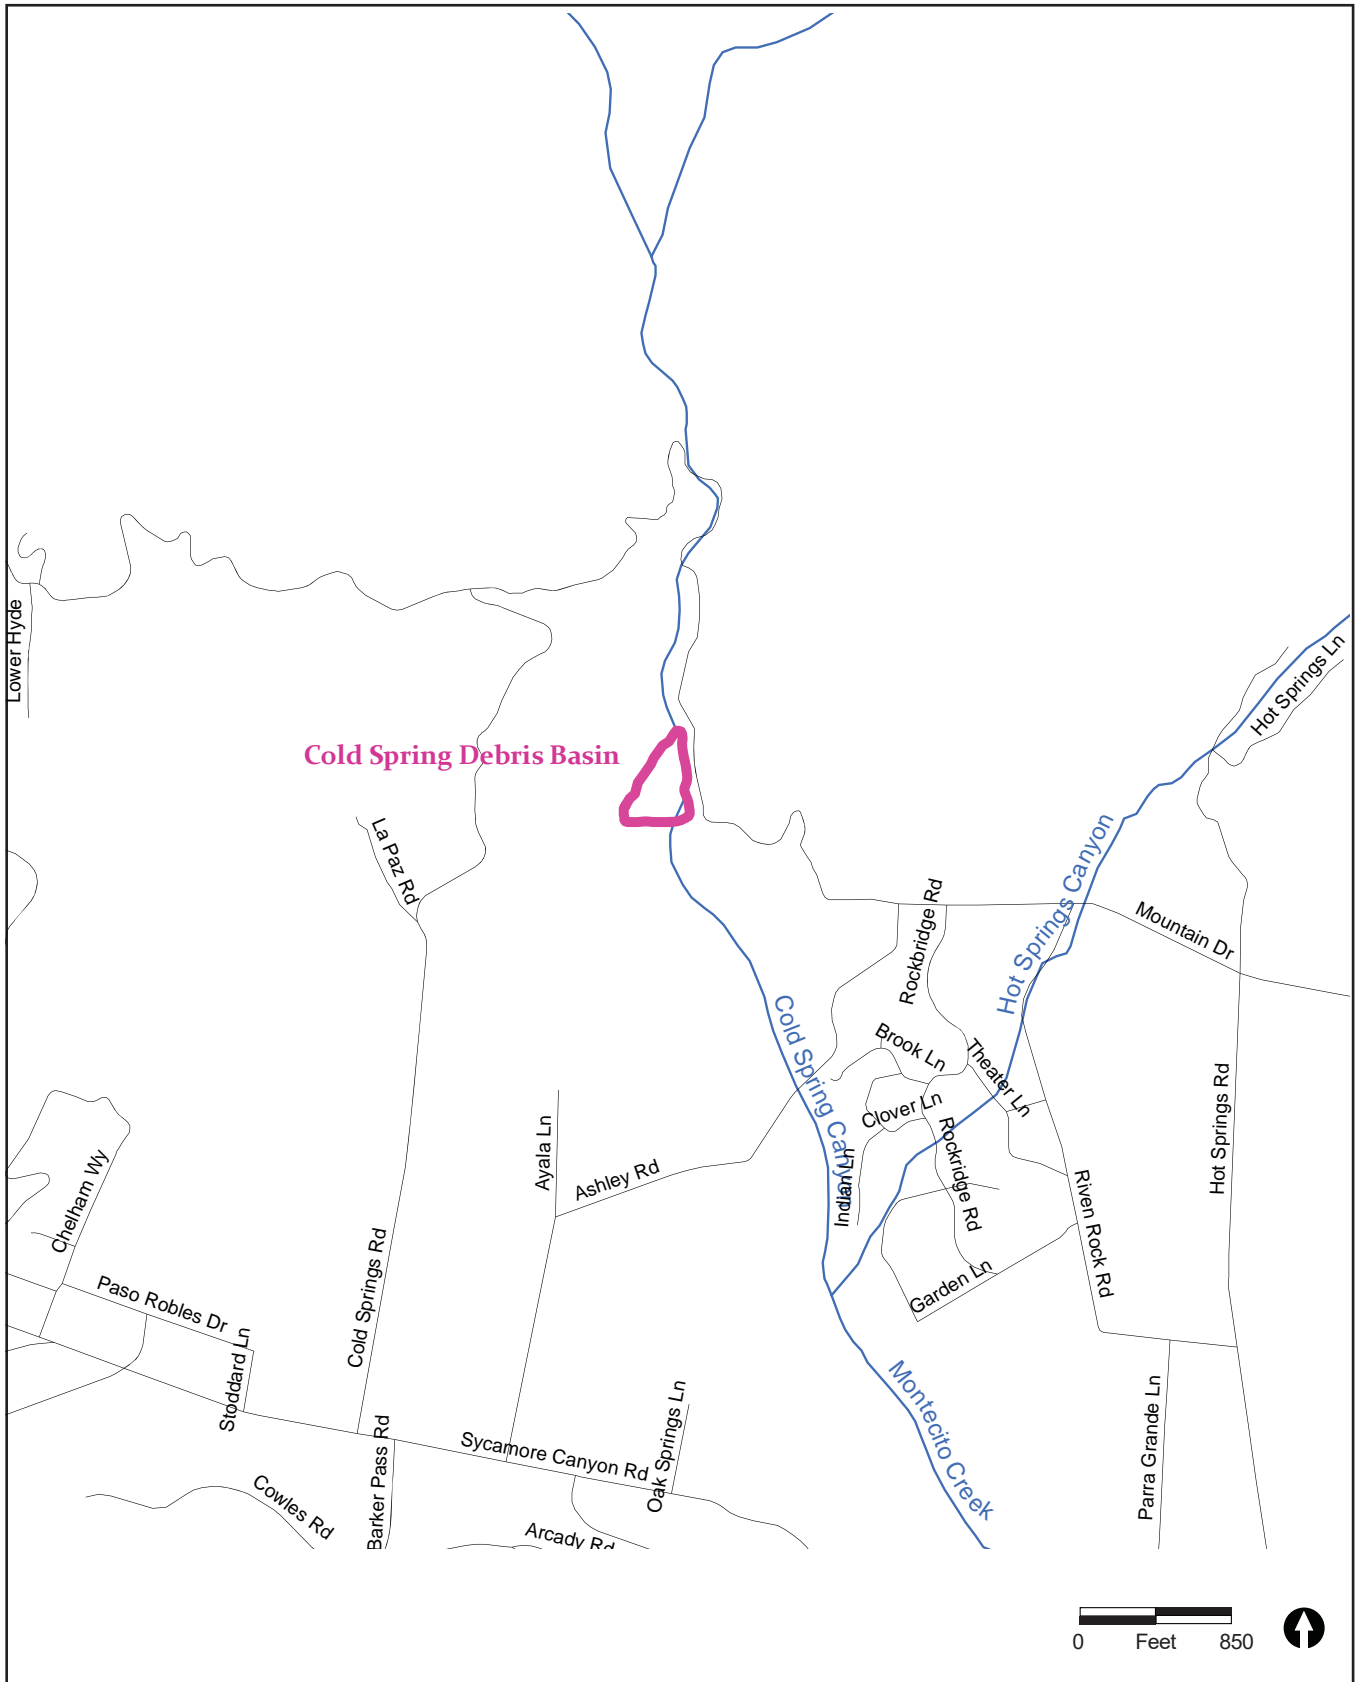 Lower Hyde
Hot Springs Ln
Cold Spring Debris Basin
La Paz Rd
Hot Springs Canyon
Rockbridge Rd
Mountain Dr
Cold Spring Canyon
Brook Ln
Theater Ln
Clover Ln
Hot Springs Rd
Ayala Ln
Ashley Rd
Indian Ln
Rockridge Rd
Chelham Wy
Riven Rock Rd
Garden Ln
Paso Robles Dr
Cold Springs Rd
Stoddard Ln
Montecito Creek
Parra Grande Ln
Oak Springs Ln
Barker Pass Rd
Sycamore Canyon Rd
Cowles Rd
Arcady Rd
0 Feet 850